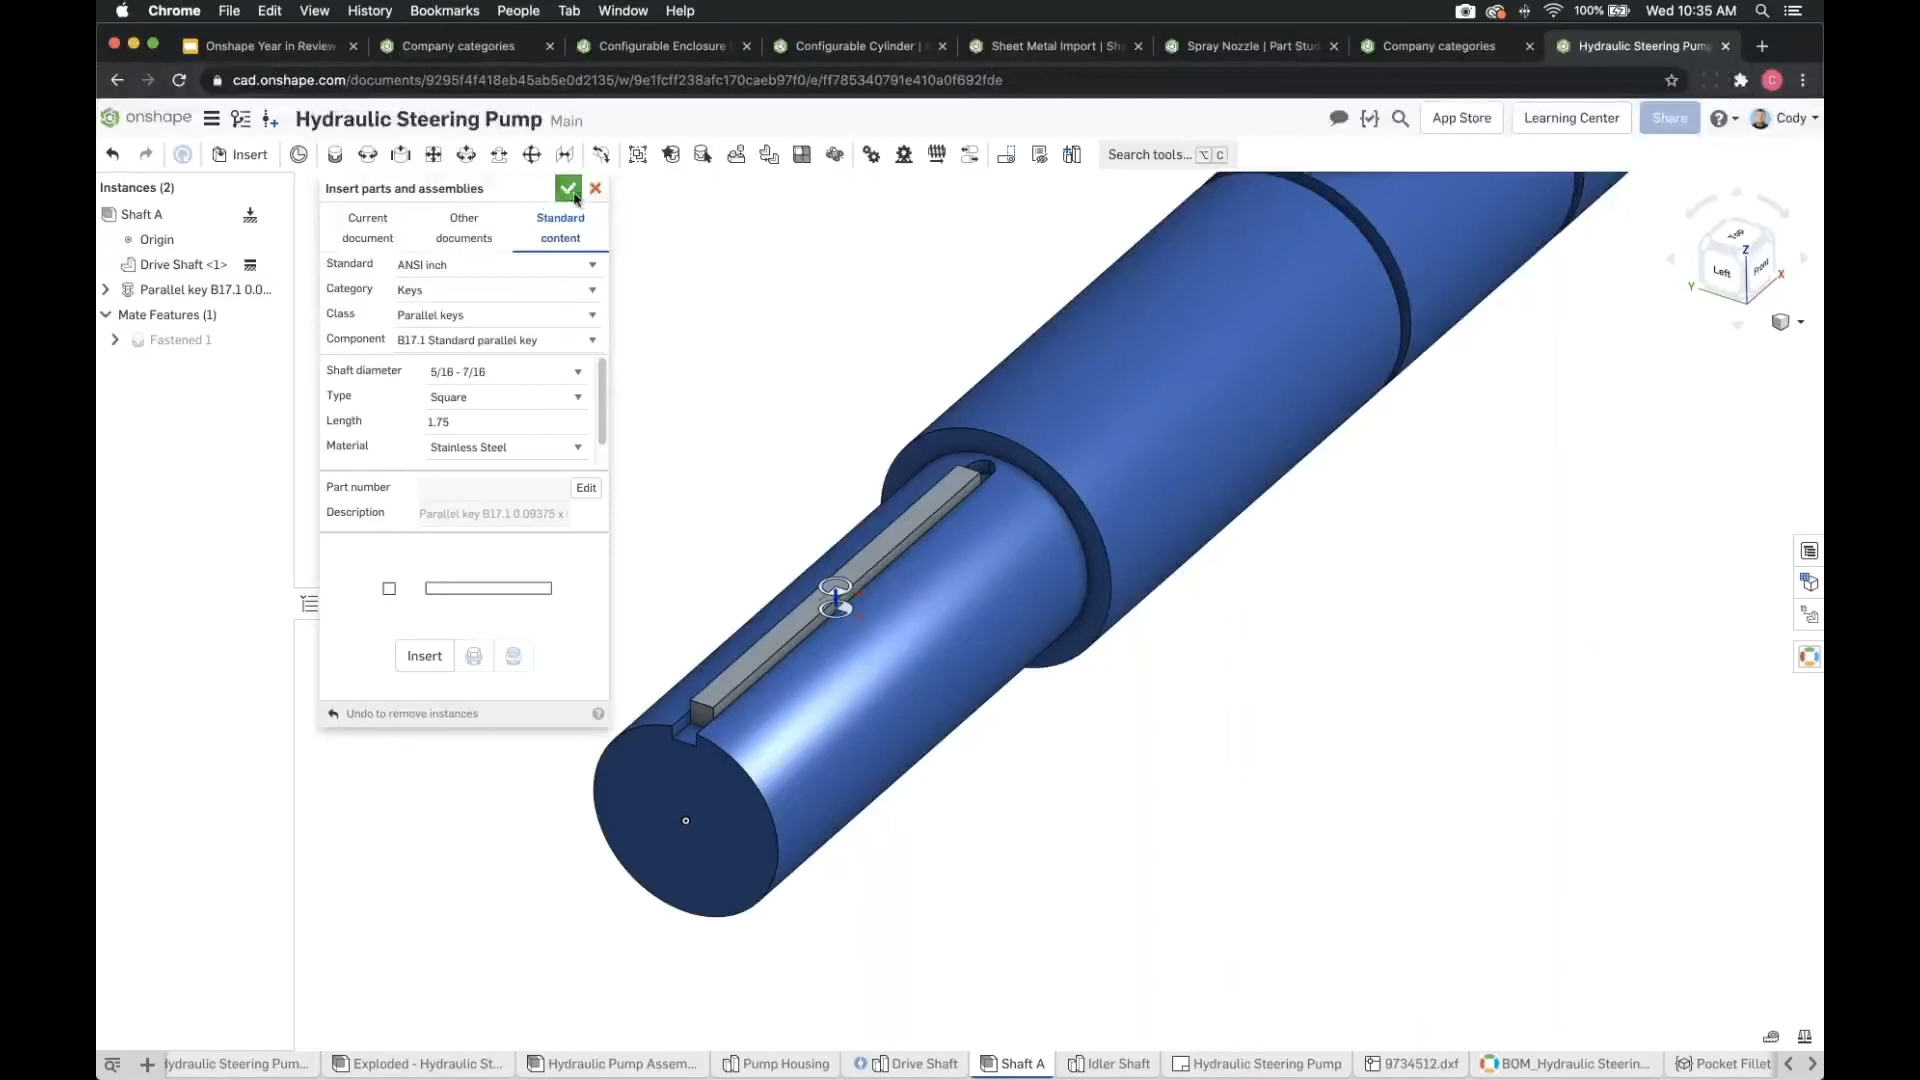 Chrome File Edit View History Bookmarks People Tab Window Help 100% Wed 10:35 AM
Onshape Year in Review Company categories Configurable Enclosure Configurable Cylinder | Sheet Metal Import | Sh Spray Nozzle | Part Stud Company categories Hydraulic Steering Pump
cad.onshape.com/documents/9295f4f418eb45ab5e0d2135/w/9e1fcff238afc170caeb97f0/e/ff785340791e410a0f692fde C
onshape Hydraulic Steering Pump Main App Store Learning Center Share Cody
Insert Search tools... ⌥ C
Instances (2)
Shaft A
Origin
Drive Shaft <1>
Parallel key B17.1 0.0...
Mate Features (1)
Fastened 1
Insert parts and assemblies
Current document
Other documents
Standard content
Standard ANSI inch
Category Keys
Class Parallel keys
Component B17.1 Standard parallel key
Shaft diameter 5/16 - 7/16
Type Square
Length 1.75
Material Stainless Steel
Part number Edit
Description Parallel key B17.1 0.09375 x
Insert
Undo to remove instances
Top
Left
Front
Z
Y
X
ydraulic Steering Pum... Exploded - Hydraulic St... Hydraulic Pump Assem... Pump Housing Drive Shaft Shaft A Idler Shaft Hydraulic Steering Pump 9734512.dxf BOM_Hydraulic Steerin... Pocket Fillet